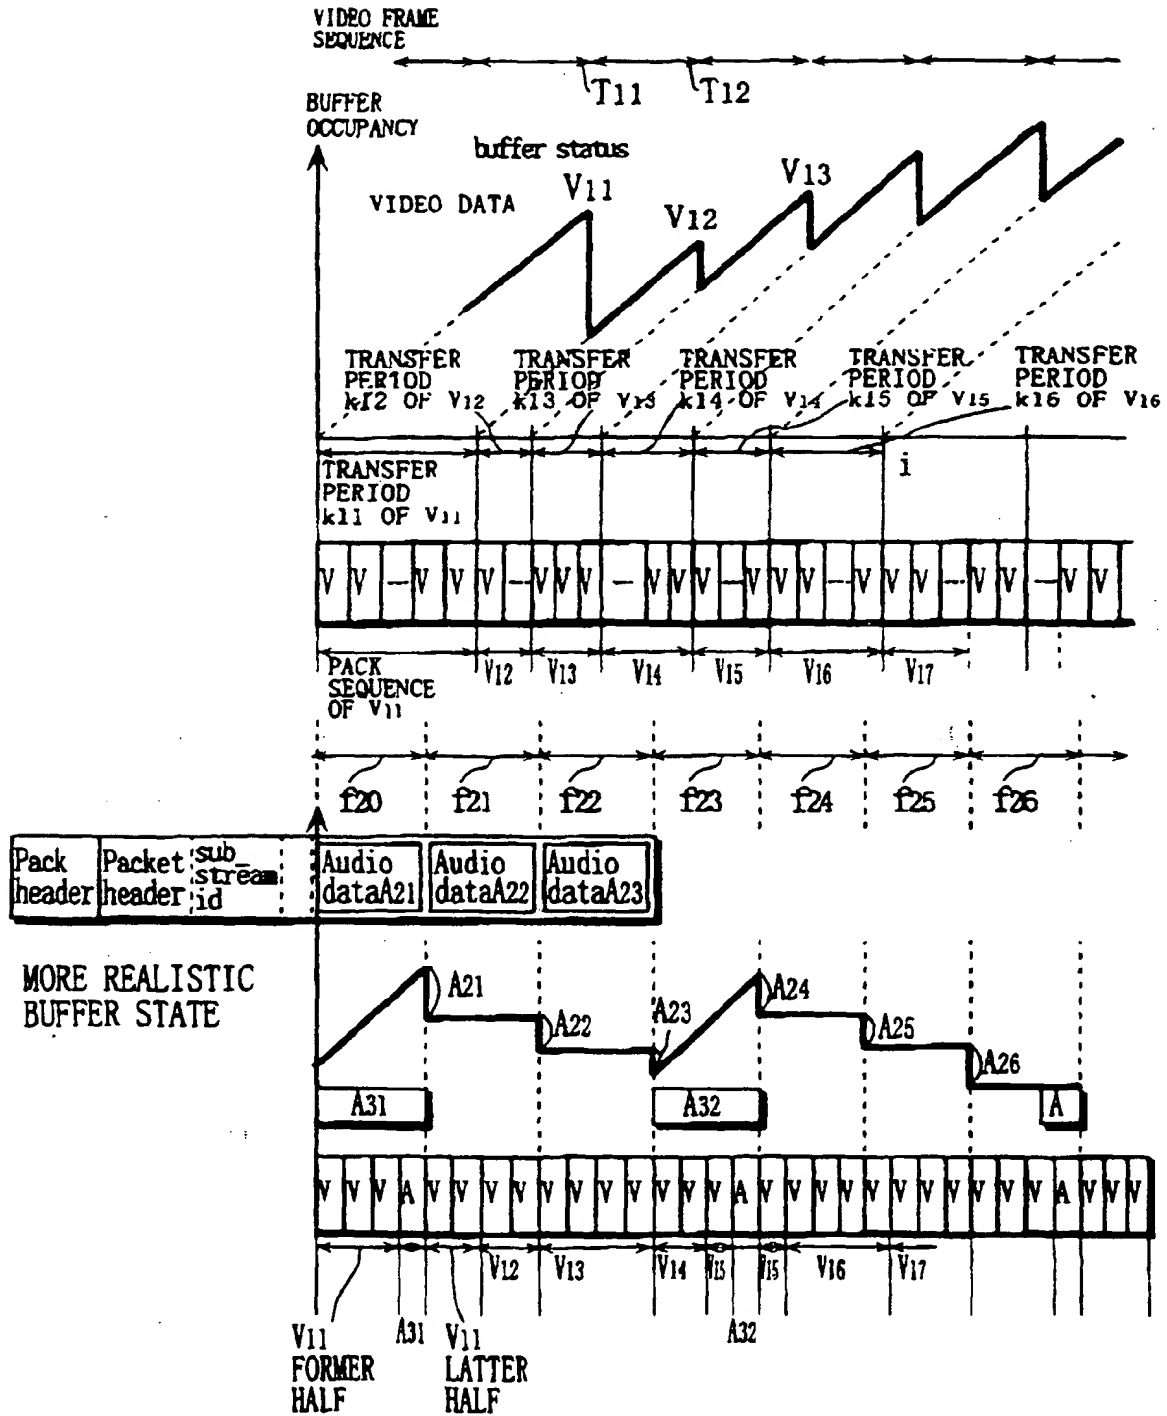 VIDEO FRAME
SEQUENCE
T11
T12
BUFFER
OCCUPANCY
buffer status
VIDEO DATA
V11
V12
V13
TRANSFER
PERIOD
k12 OF V12
TRANSFER
PERIOD
k13 OF V13
TRANSFER
PERIOD
k14 OF V14
TRANSFER
PERIOD
k15 OF V15
TRANSFER
PERIOD
k16 OF V16
TRANSFER
PERIOD
k11 OF V11
i
V V — V V V — V V V — V V V — V V V — V V V — V V — V V
PACK
SEQUENCE
OF V11
V12 V13 V14 V15 V16 V17
f20 f21 f22 f23 f24 f25 f26
Pack
header
Packet
header
sub_
stream
id
Audio
dataA21
Audio
dataA22
Audio
dataA23
MORE REALISTIC
BUFFER STATE
A21
A22
A23
A24
A25
A26
A31
A32
A
V V V A V V V V V V V V V V V A V V V V V V V V V V V A V V V
V12 V13 V14 V15 V15 V16 V17
V11
FORMER
HALF
A31
V11
LATTER
HALF
A32